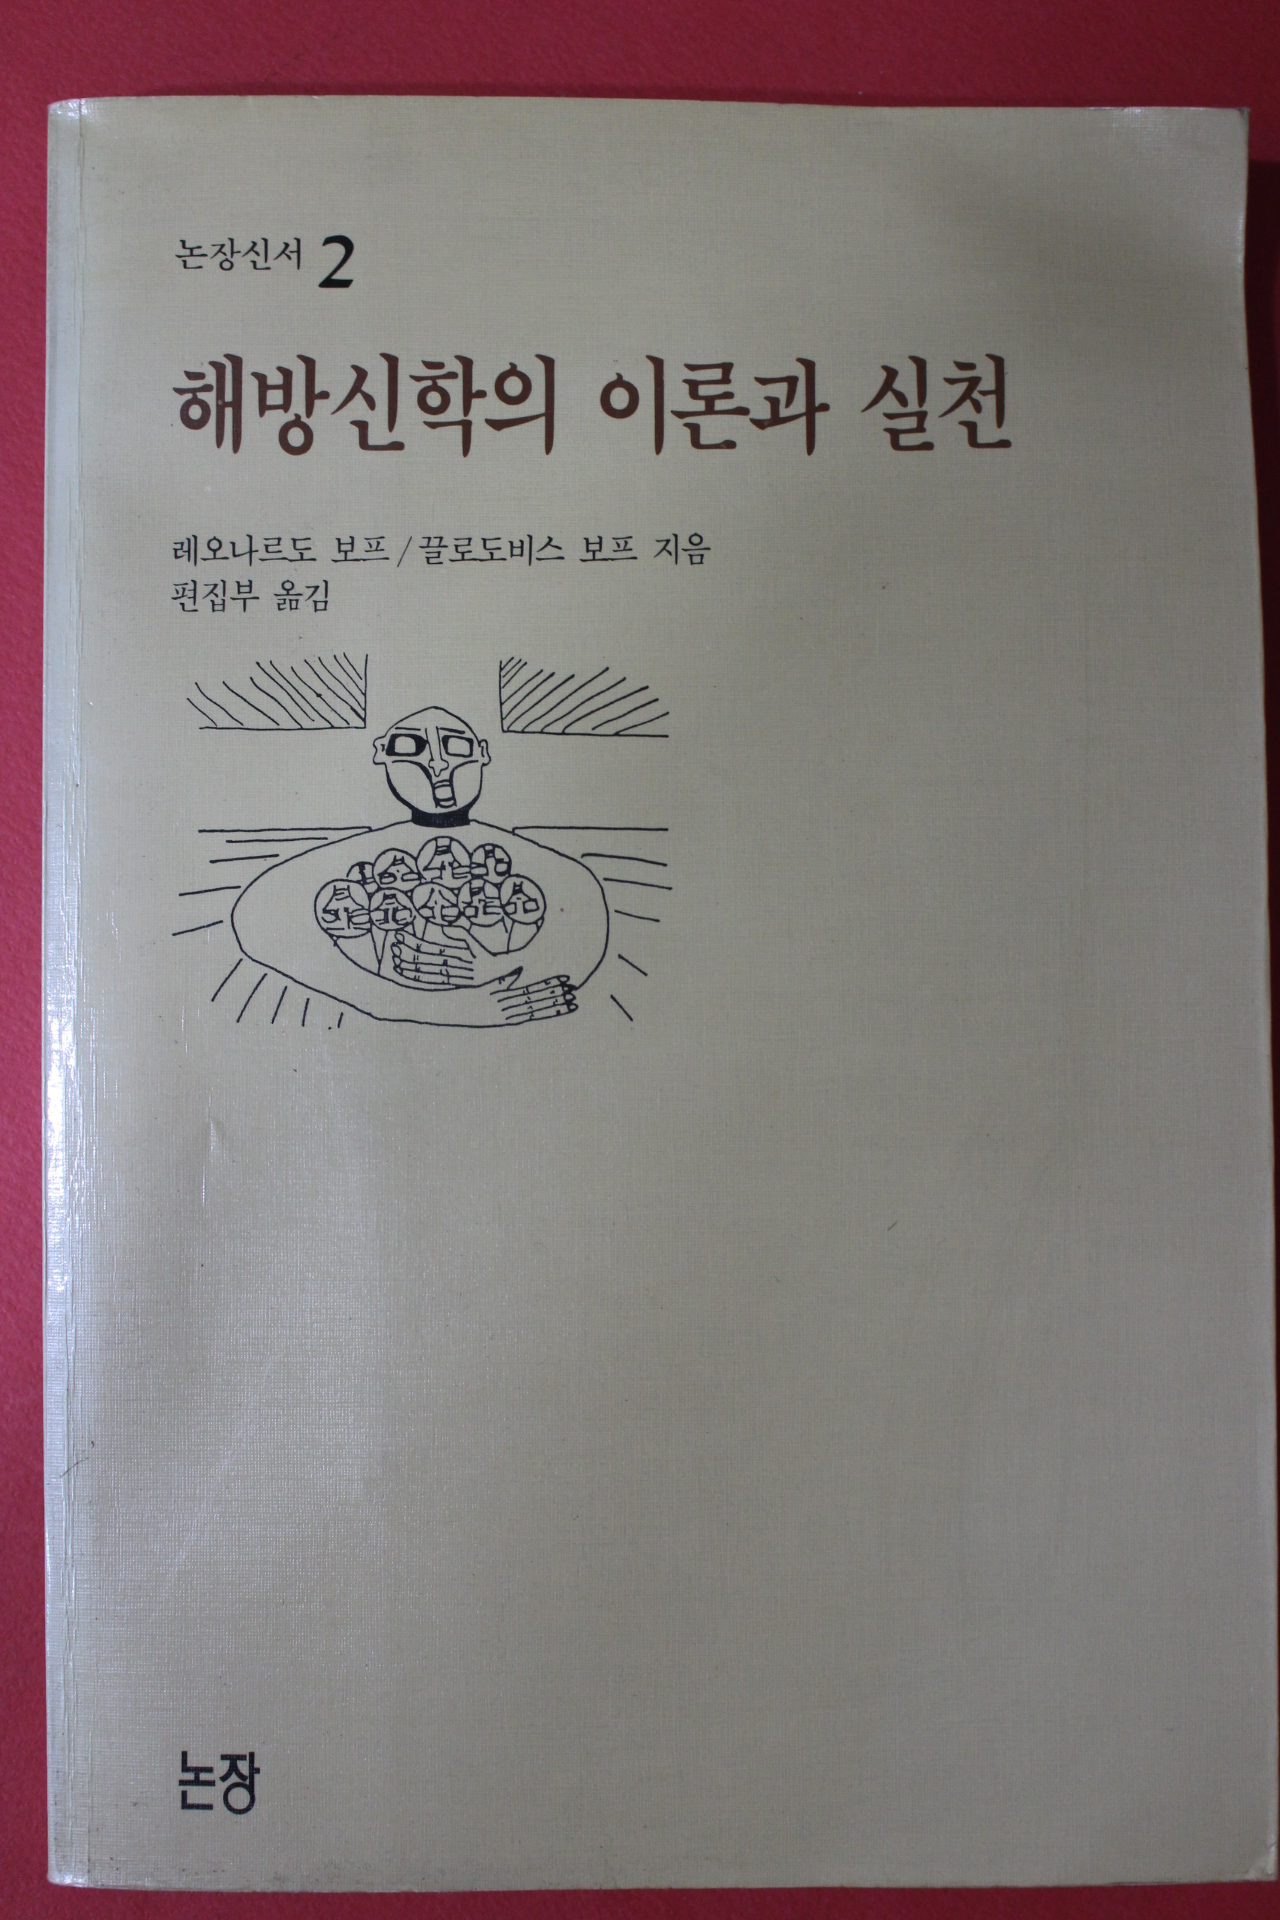 논장신서 2
해방신학의 이론과 실천
레오나르도 보프 / 끌로도비스 보프 지음
편집부 옮김
논장